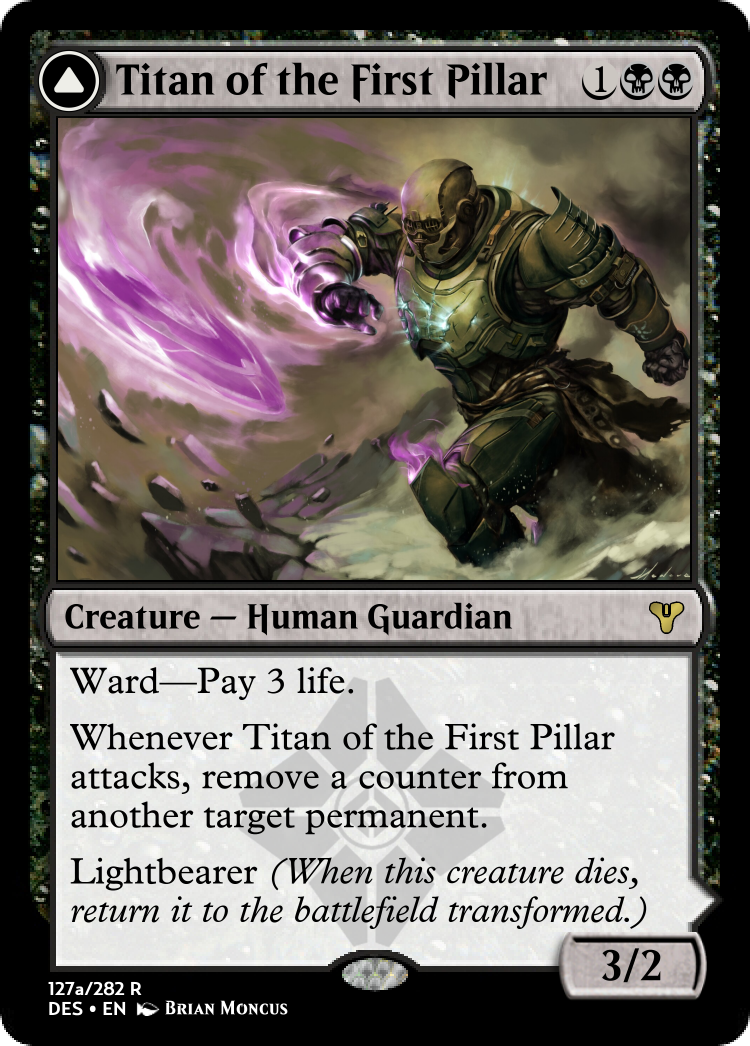 Titan of the First Pillar 1
Creature — Human Guardian
Ward—Pay 3 life.
Whenever Titan of the First Pillar
attacks, remove a counter from
another target permanent.
Lightbearer (When this creature dies,
return it to the battlefield transformed.)
3/2
127a/282 R
DES • EN Brian Moncus